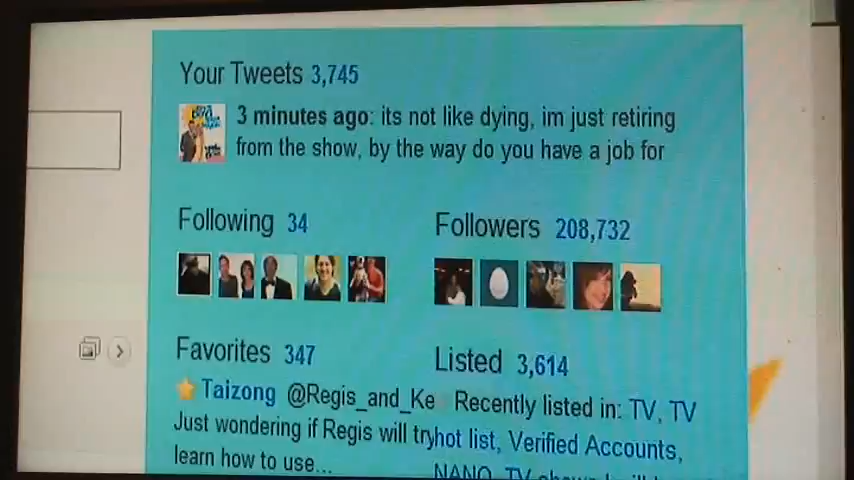 Your Tweets 3,745
3 minutes ago: its not like dying, im just retiring
from the show, by the way do you have a job for
Following 34
Followers 208,732
Favorites 347
Taizong @Regis_and_Ke
Just wondering if Regis will try
learn how to use...
Listed 3,614
Recently listed in: TV, TV
hot list, Verified Accounts,